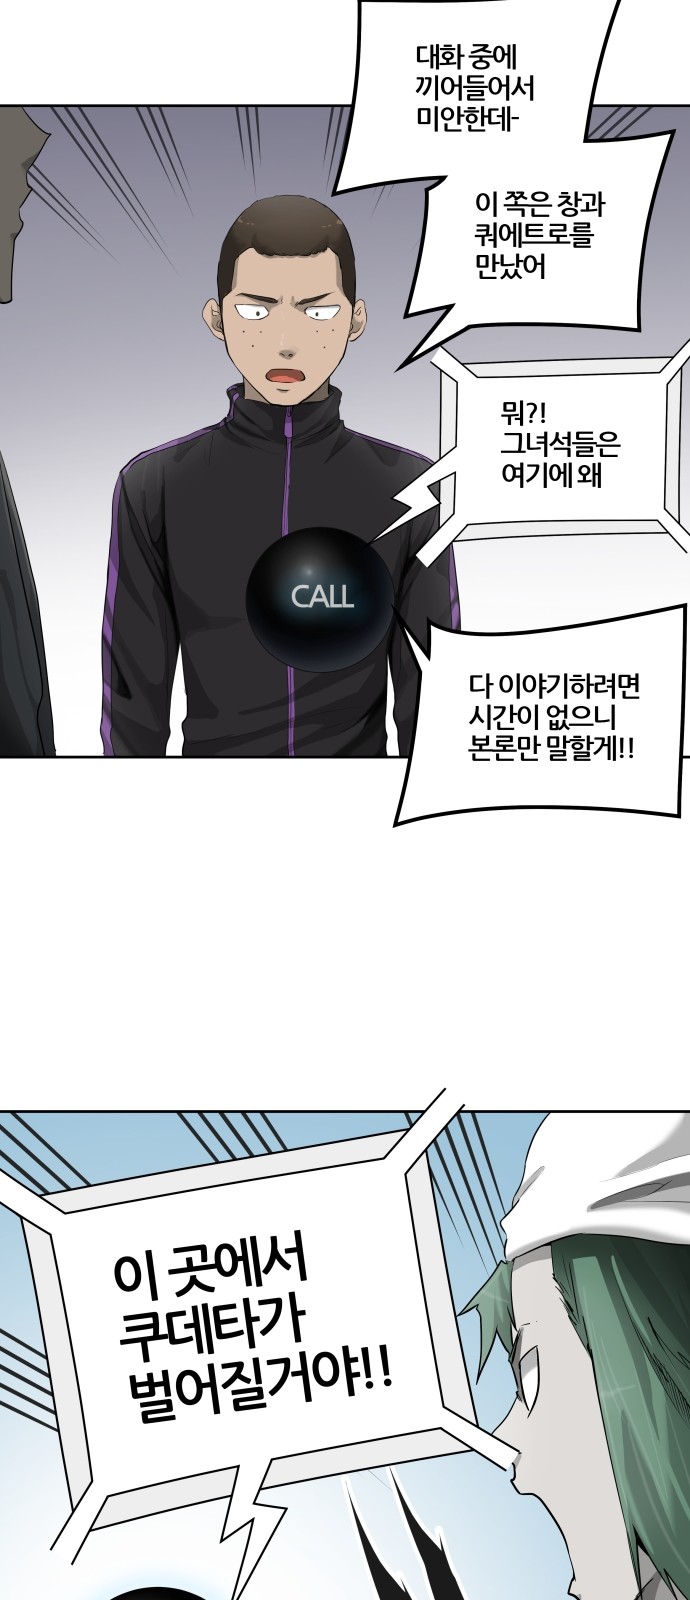 대화 중에
끼어들어서
미안한데-
이 쪽은 창과
쿼에트로를
만났어
뭐?!
그녀석들은
여기에 왜
CALL
다 이야기하려면
시간이 없으니
본론만 말할게!!
이 곳에서
쿠데타가
벌어질거야!!